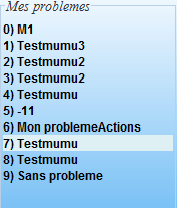 Mes problemes
0) M1
1) Testmumu3
2) Testmumu2
3) Testmumu2
4) Testmumu
5) -11
6) Mon problemeActions
7) Testmumu
8) Testmumu
9) Sans probleme